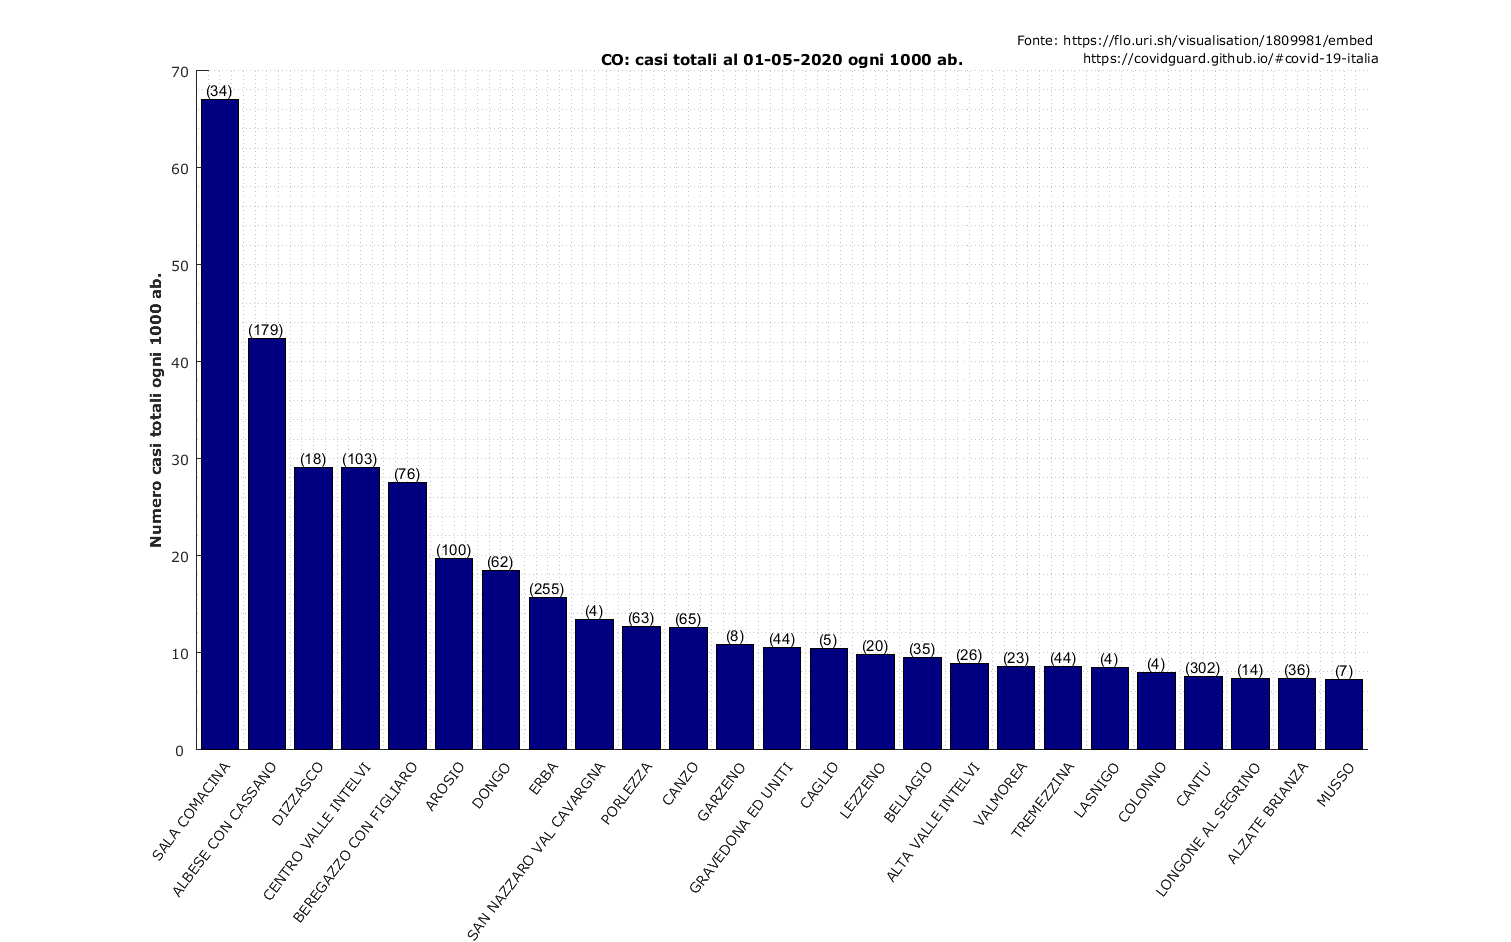 Fonte: https://flo.uri.sh/visualisation/1809981/embed
https://covidguard.github.io/#covid-19-italia
CO: casi totali al 01-05-2020 ogni 1000 ab.
Numero casi totali ogni 1000 ab.
70
60
50
40
30
20
10
0
(34)
(179)
(18)
(103)
(76)
(100)
(62)
(255)
(4)
(63)
(65)
(8)
(44)
(5)
(20)
(35)
(26)
(23)
(44)
(4)
(4)
(302)
(14)
(36)
(7)
SALA COMACINA
ALBESE CON CASSANO
DIZZASCO
CENTRO VALLE INTELVI
BEREGAZZO CON FIGLIARO
AROSIO
DONGO
ERBA
SAN NAZZARO VAL CAVARGNA
PORLEZZA
CANZO
GARZENO
GRAVEDONA ED UNITI
CAGLIO
LEZZENO
BELLAGIO
ALTA VALLE INTELVI
VALMOREA
TREMEZZINA
LASNIGO
COLONNO
CANTU'
LONGONE AL SEGRINO
ALZATE BRIANZA
MUSSO